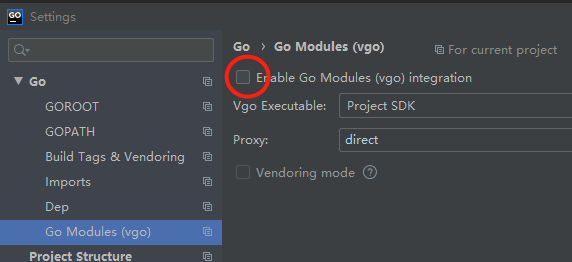 GO
Settings
Go › Go Modules (vgo)
For current project
Go
GOROOT
GOPATH
Build Tags & Vendoring
Imports
Dep
Go Modules (vgo)
Project Structure
Enable Go Modules (vgo) integration
Vgo Executable: Project SDK
Proxy: direct
Vendoring mode ?